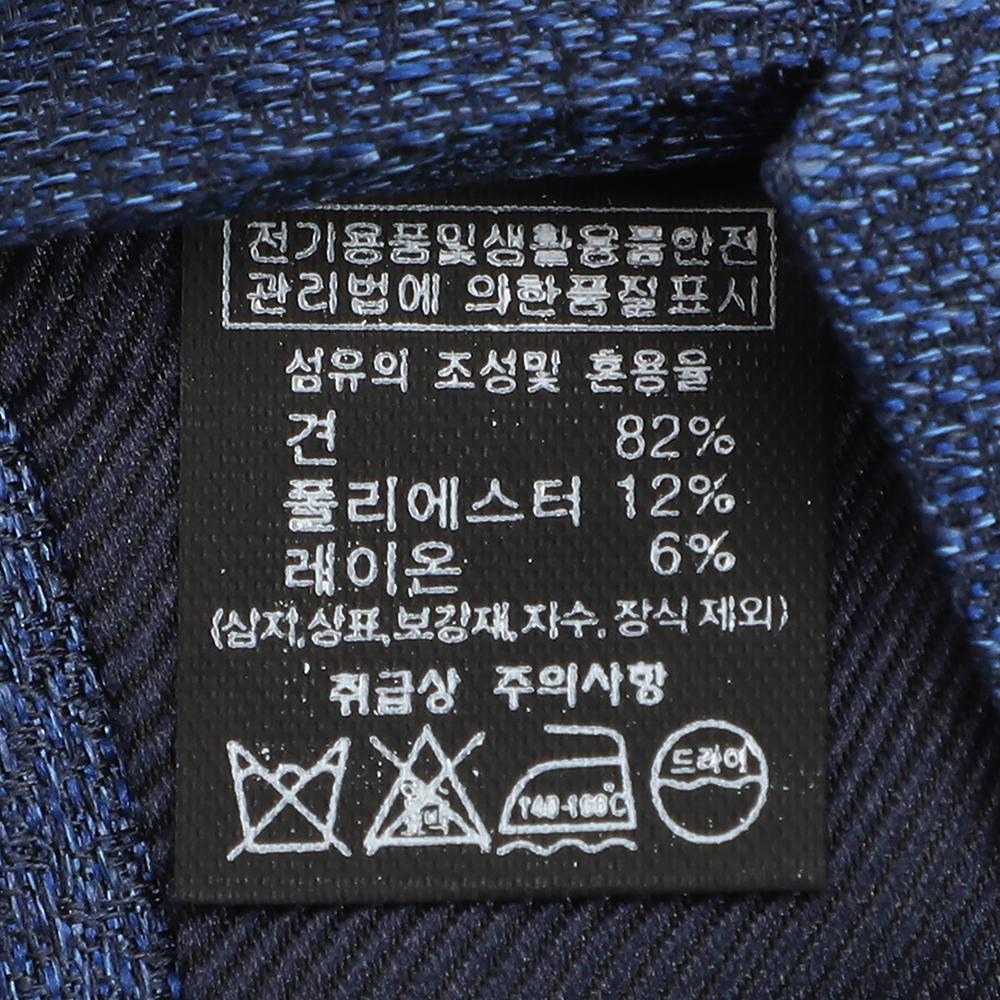 전기용품및생활용품안전
관리법에 의한품질표시
섬유의 조성및 혼용율
견 82%
폴리에스터 12%
레이온 6%
(심지,상표,보강재,자수,장식 제외)
취급상 주의사항
140-160℃ 드라이